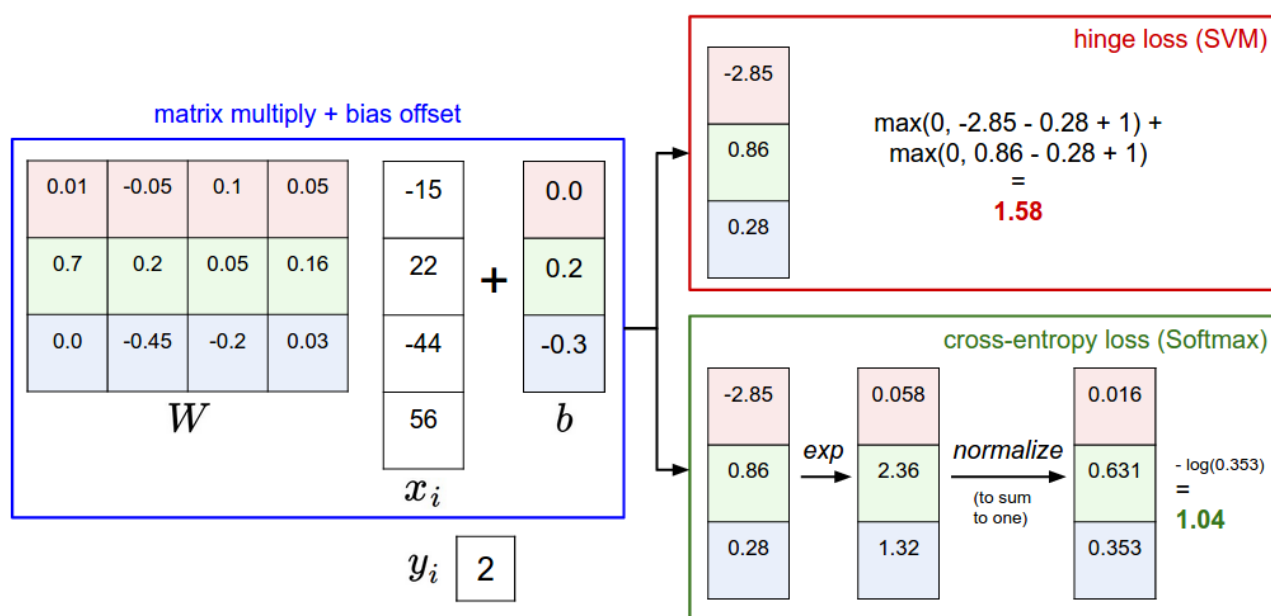 matrix multiply + bias offset
0.01 -0.05 0.1 0.05
0.7 0.2 0.05 0.16
0.0 -0.45 -0.2 0.03
W
-15
22
-44
56
x_i
+
0.0
0.2
-0.3
b
y_i 2
hinge loss (SVM)
-2.85
0.86
0.28
max(0, -2.85 - 0.28 + 1) +
max(0, 0.86 - 0.28 + 1)
=
1.58
cross-entropy loss (Softmax)
-2.85
0.86
0.28
exp
0.058
2.36
1.32
normalize
(to sum
to one)
0.016
0.631
0.353
- log(0.353)
=
1.04